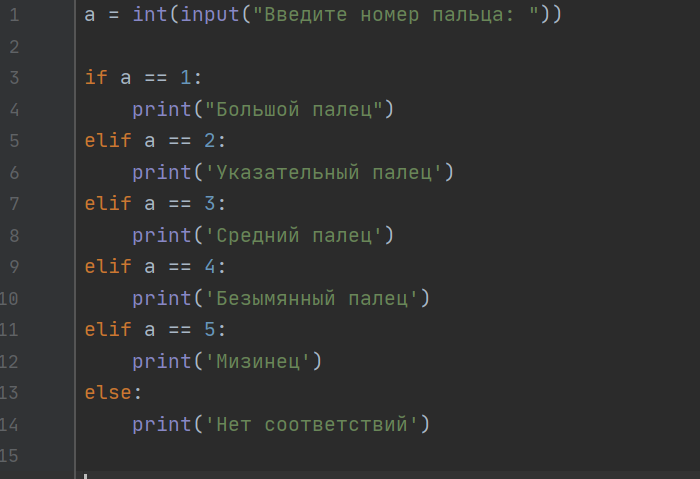 1 a = int(input("Введите номер пальца: "))
2
3 if a == 1:
4     print("Большой палец")
5 elif a == 2:
6     print('Указательный палец')
7 elif a == 3:
8     print('Средний палец')
9 elif a == 4:
10     print('Безымянный палец')
11 elif a == 5:
12     print('Мизинец')
13 else:
14     print('Нет соответствий')
15